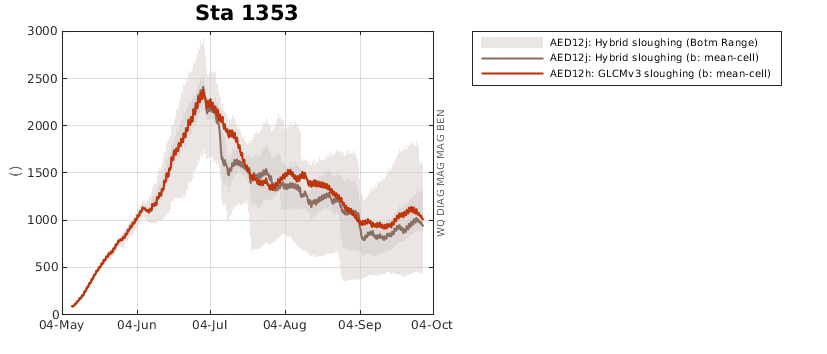 Sta 1353
3000
2500
2000
1500
1000
500
0
()
04-May 04-Jun 04-Jul 04-Aug 04-Sep 04-Oct
WQ DIAG MAG MAG BEN
AED12j: Hybrid sloughing (Botm Range)
AED12j: Hybrid sloughing (b: mean-cell)
AED12h: GLCMv3 sloughing (b: mean-cell)